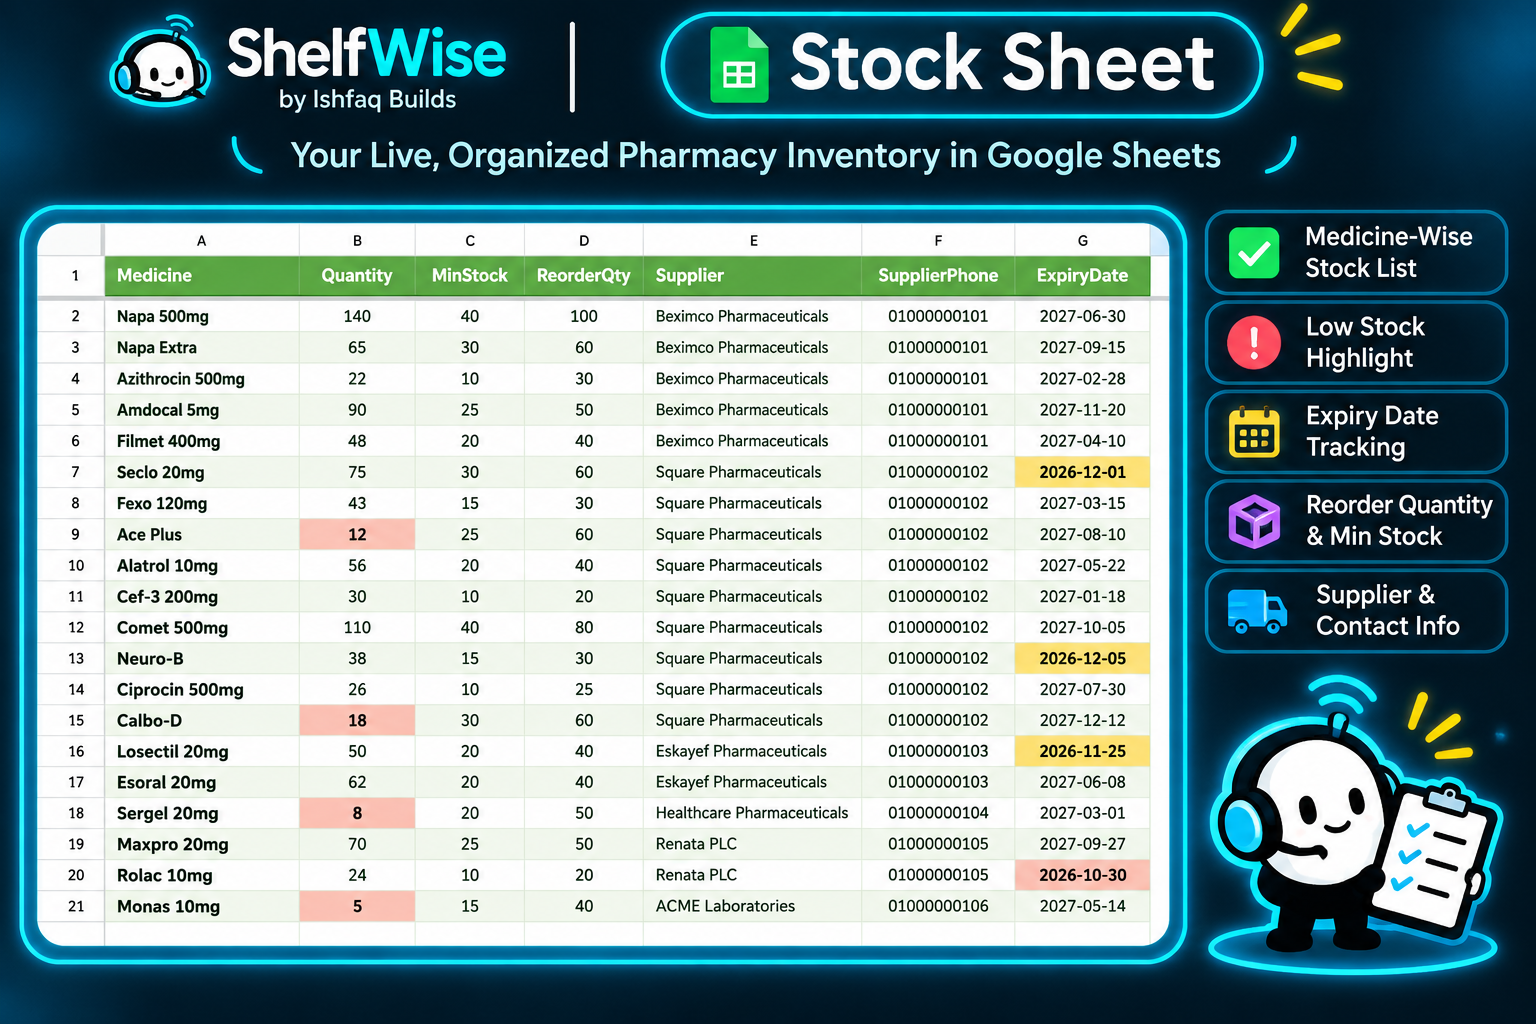 ShelfWise
by Ishfaq Builds
Stock Sheet
Your Live, Organized Pharmacy Inventory in Google Sheets
A B C D E F G
1 Medicine Quantity MinStock ReorderQty Supplier SupplierPhone ExpiryDate
2 Napa 500mg 140 40 100 Beximco Pharmaceuticals 01000000101 2027-06-30
3 Napa Extra 65 30 60 Beximco Pharmaceuticals 01000000101 2027-09-15
4 Azithrocin 500mg 22 10 30 Beximco Pharmaceuticals 01000000101 2027-02-28
5 Amdocal 5mg 90 25 50 Beximco Pharmaceuticals 01000000101 2027-11-20
6 Filmet 400mg 48 20 40 Beximco Pharmaceuticals 01000000101 2027-04-10
7 Seclo 20mg 75 30 60 Square Pharmaceuticals 01000000102 2026-12-01
8 Fexo 120mg 43 15 30 Square Pharmaceuticals 01000000102 2027-03-15
9 Ace Plus 12 25 60 Square Pharmaceuticals 01000000102 2027-08-10
10 Alatrol 10mg 56 20 40 Square Pharmaceuticals 01000000102 2027-05-22
11 Cef-3 200mg 30 10 20 Square Pharmaceuticals 01000000102 2027-01-18
12 Comet 500mg 110 40 80 Square Pharmaceuticals 01000000102 2027-10-05
13 Neuro-B 38 15 30 Square Pharmaceuticals 01000000102 2026-12-05
14 Ciprocin 500mg 26 10 25 Square Pharmaceuticals 01000000102 2027-07-30
15 Calbo-D 18 30 60 Square Pharmaceuticals 01000000102 2027-12-12
16 Losectil 20mg 50 20 40 Eskayef Pharmaceuticals 01000000103 2026-11-25
17 Esoral 20mg 62 20 40 Eskayef Pharmaceuticals 01000000103 2027-06-08
18 Sergel 20mg 8 20 50 Healthcare Pharmaceuticals 01000000104 2027-03-01
19 Maxpro 20mg 70 25 50 Renata PLC 01000000105 2027-09-27
20 Rolac 10mg 24 10 20 Renata PLC 01000000105 2026-10-30
21 Monas 10mg 5 15 40 ACME Laboratories 01000000106 2027-05-14
Medicine-Wise
Stock List
Low Stock
Highlight
Expiry Date
Tracking
Reorder Quantity
& Min Stock
Supplier &
Contact Info